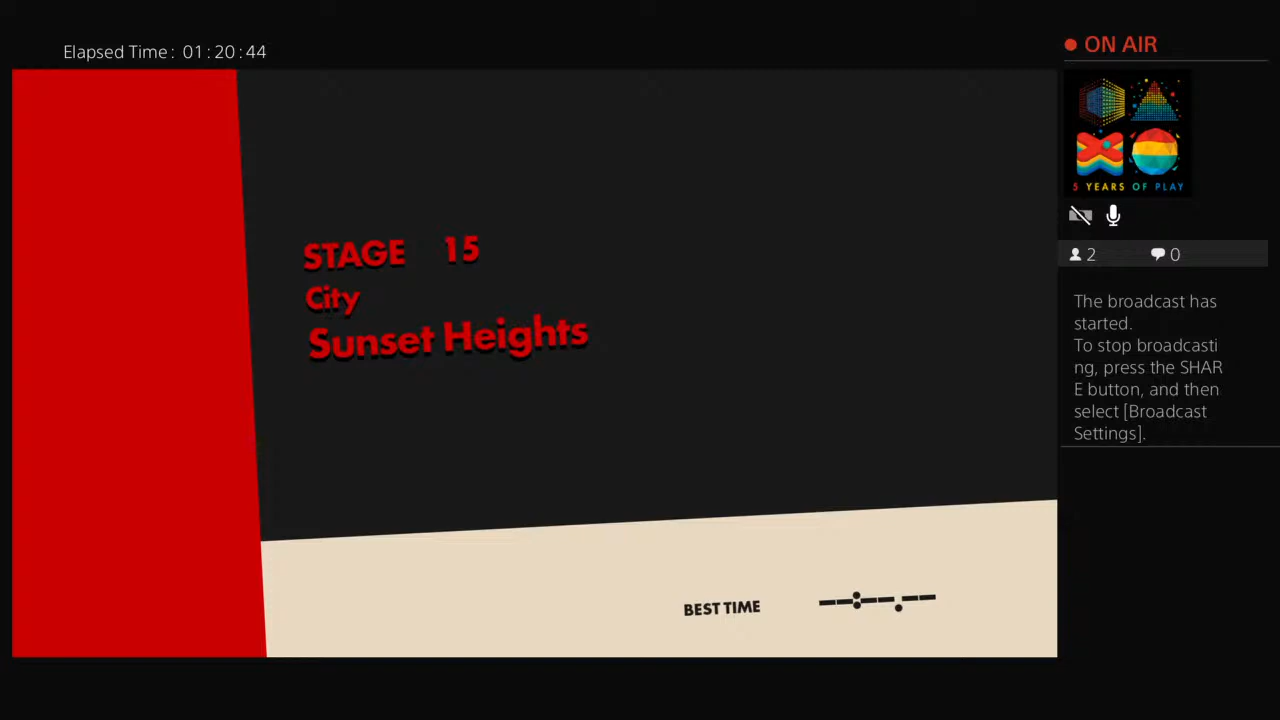 Elapsed Time: 01:20:44
ON AIR
5 YEARS OF PLAY
2 0
STAGE 15
City
Sunset Heights
BEST TIME --:--.--
The broadcast has
started.
To stop broadcasti
ng, press the SHAR
E button, and then
select [Broadcast
Settings].